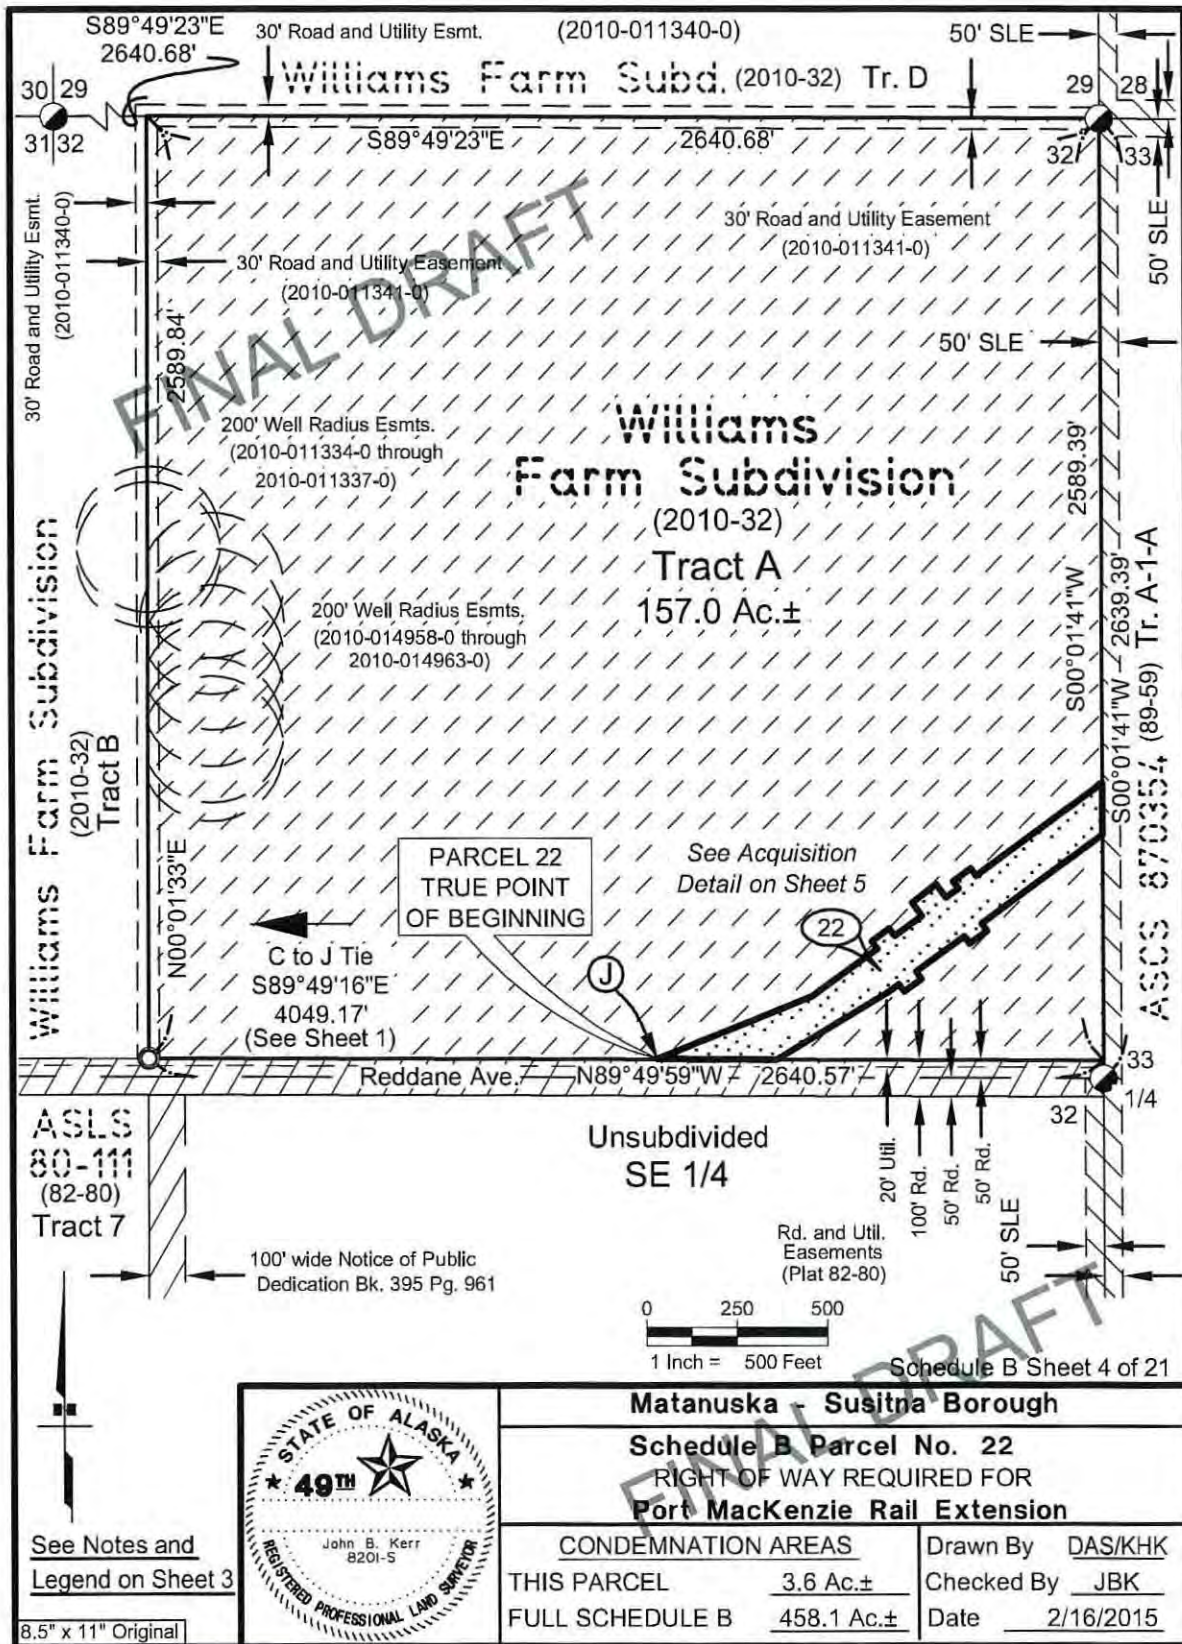 S89°49'23"E
2640.68'
30' Road and Utility Esmt.
(2010-011340-0)
50' SLE
Williams Farm Subd. (2010-32) Tr. D
30 29
31 32
29 28
32 33
S89°49'23"E 2640.68'
50' SLE
30' Road and Utility Esmt.
(2010-011340-0)
30' Road and Utility Easement
(2010-011341-0)
30' Road and Utility Easement
(2010-011341-0)
FINAL DRAFT
2589.84'
50' SLE
200' Well Radius Esmts.
(2010-011334-0 through
2010-011337-0)
Williams
Farm Subdivision
(2010-32)
Tract A
157.0 Ac.±
200' Well Radius Esmts.
(2010-014958-0 through
2010-014963-0)
Williams Farm Subdivision
(2010-32)
Tract B
N00°01'33"E
S00°01'41"W 2589.39'
S00°01'41"W 2639.39'
ASCS 870354 (89-59) Tr. A-1-A
PARCEL 22
TRUE POINT
OF BEGINNING
See Acquisition
Detail on Sheet 5
22
J
C to J Tie
S89°49'16"E
4049.17'
(See Sheet 1)
Reddane Ave. N89°49'59"W 2640.57'
33
32
1/4
ASLS
80-111
(82-80)
Tract 7
Unsubdivided
SE 1/4
20' Util.
100' Rd.
50' Rd.
50' Rd.
50' SLE
Rd. and Util.
Easements
(Plat 82-80)
100' wide Notice of Public
Dedication Bk. 395 Pg. 961
0 250 500
1 Inch = 500 Feet
FINAL DRAFT
Schedule B Sheet 4 of 21
See Notes and
Legend on Sheet 3
8.5" x 11" Original
STATE OF ALASKA
49TH
John B. Kerr
8201-S
REGISTERED PROFESSIONAL LAND SURVEYOR
Matanuska - Susitna Borough
Schedule B Parcel No. 22
RIGHT OF WAY REQUIRED FOR
Port MacKenzie Rail Extension
CONDEMNATION AREAS
THIS PARCEL 3.6 Ac.±
FULL SCHEDULE B 458.1 Ac.±
Drawn By DAS/KHK
Checked By JBK
Date 2/16/2015